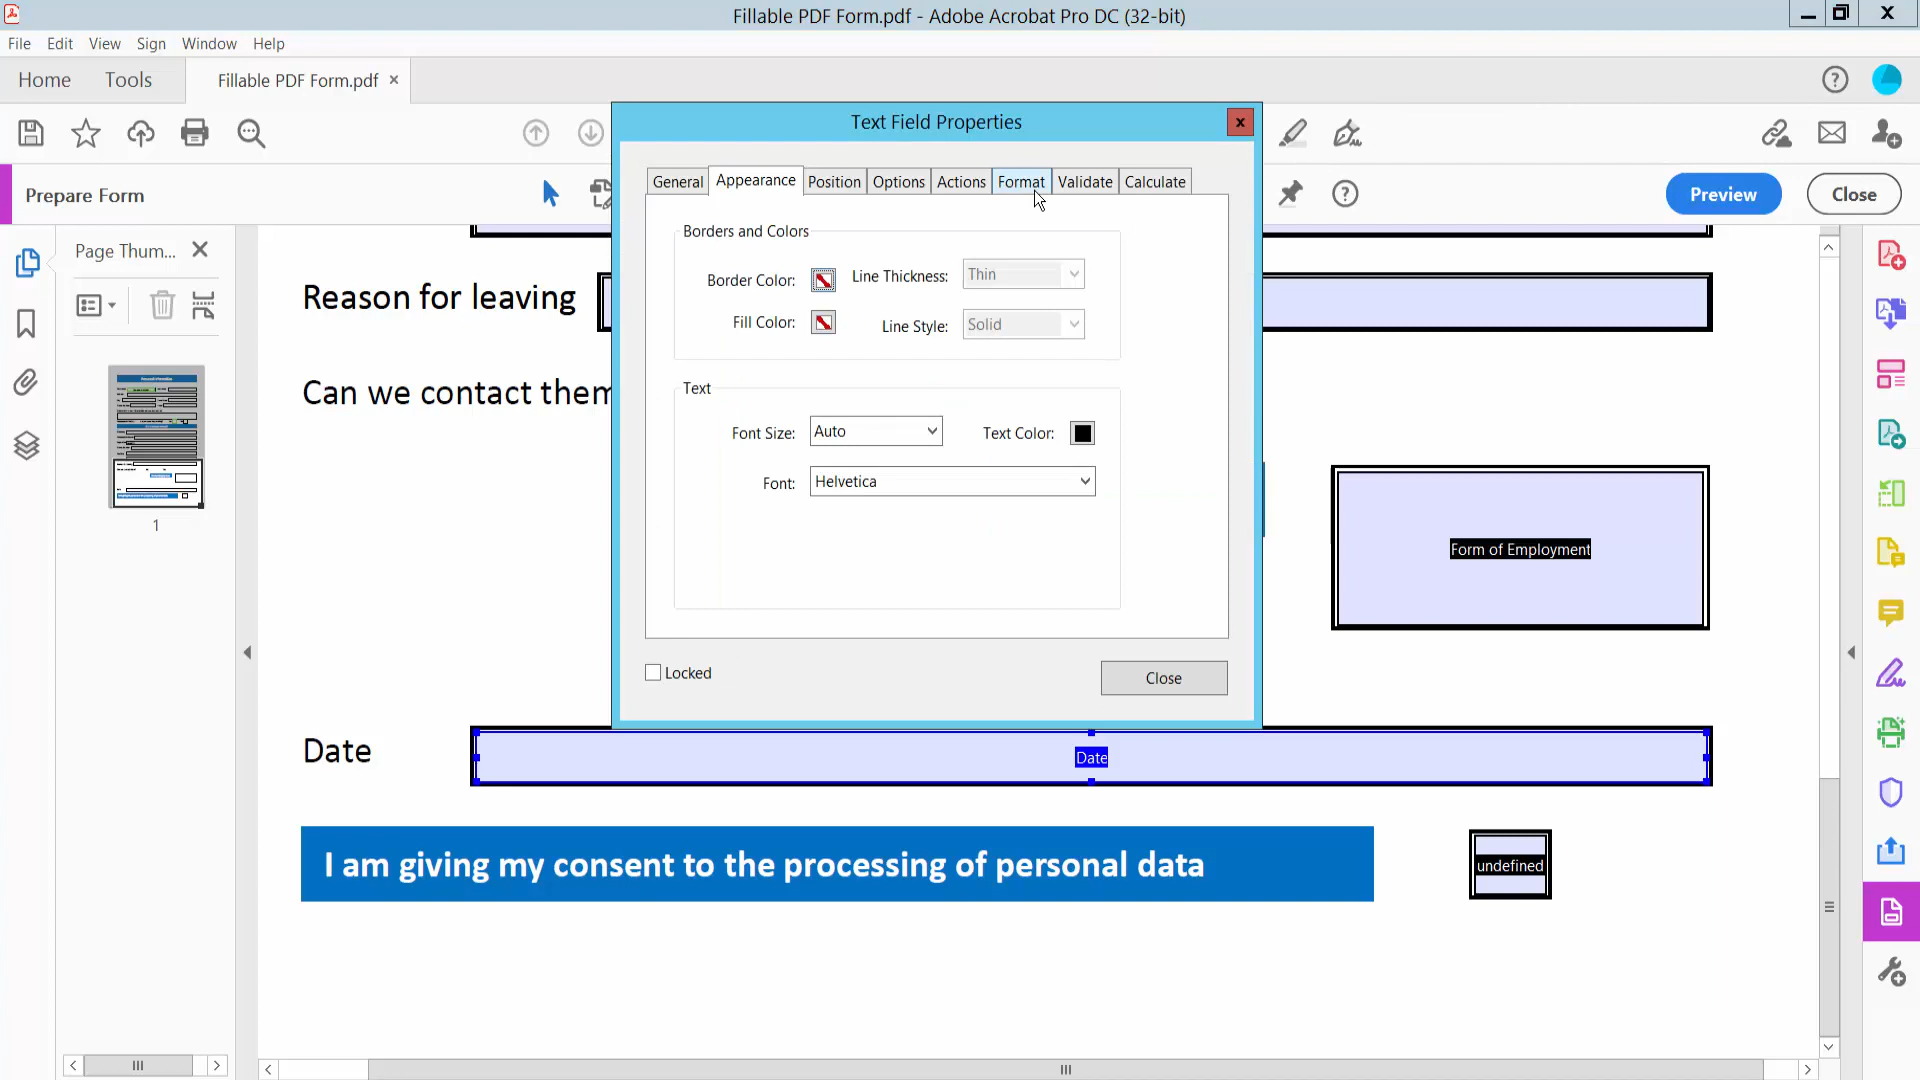 Fillable PDF Form.pdf - Adobe Acrobat Pro DC (32-bit)
File Edit View Sign Window Help
Home Tools Fillable PDF Form.pdf ×
Text Field Properties
Prepare Form
Preview Close
General Appearance Position Options Actions Format Validate Calculate
Page Thum...
Borders and Colors
Border Color: Line Thickness: Thin
Fill Color: Line Style: Solid
Reason for leaving
Text
Can we contact them
Font Size: Auto Text Color:
Font: Helvetica
1
Form of Employment
Locked Close
Date Date
I am giving my consent to the processing of personal data
undefined